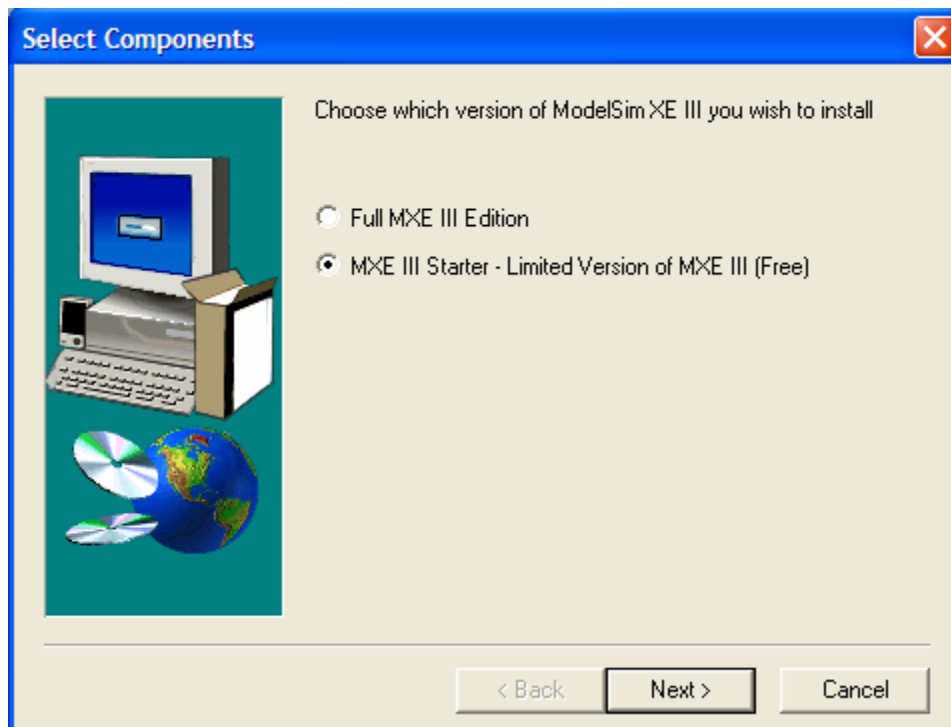 Select Components
Choose which version of ModelSim XE III you wish to install
Full MXE III Edition
MXE III Starter - Limited Version of MXE III (Free)
< Back
Next >
Cancel